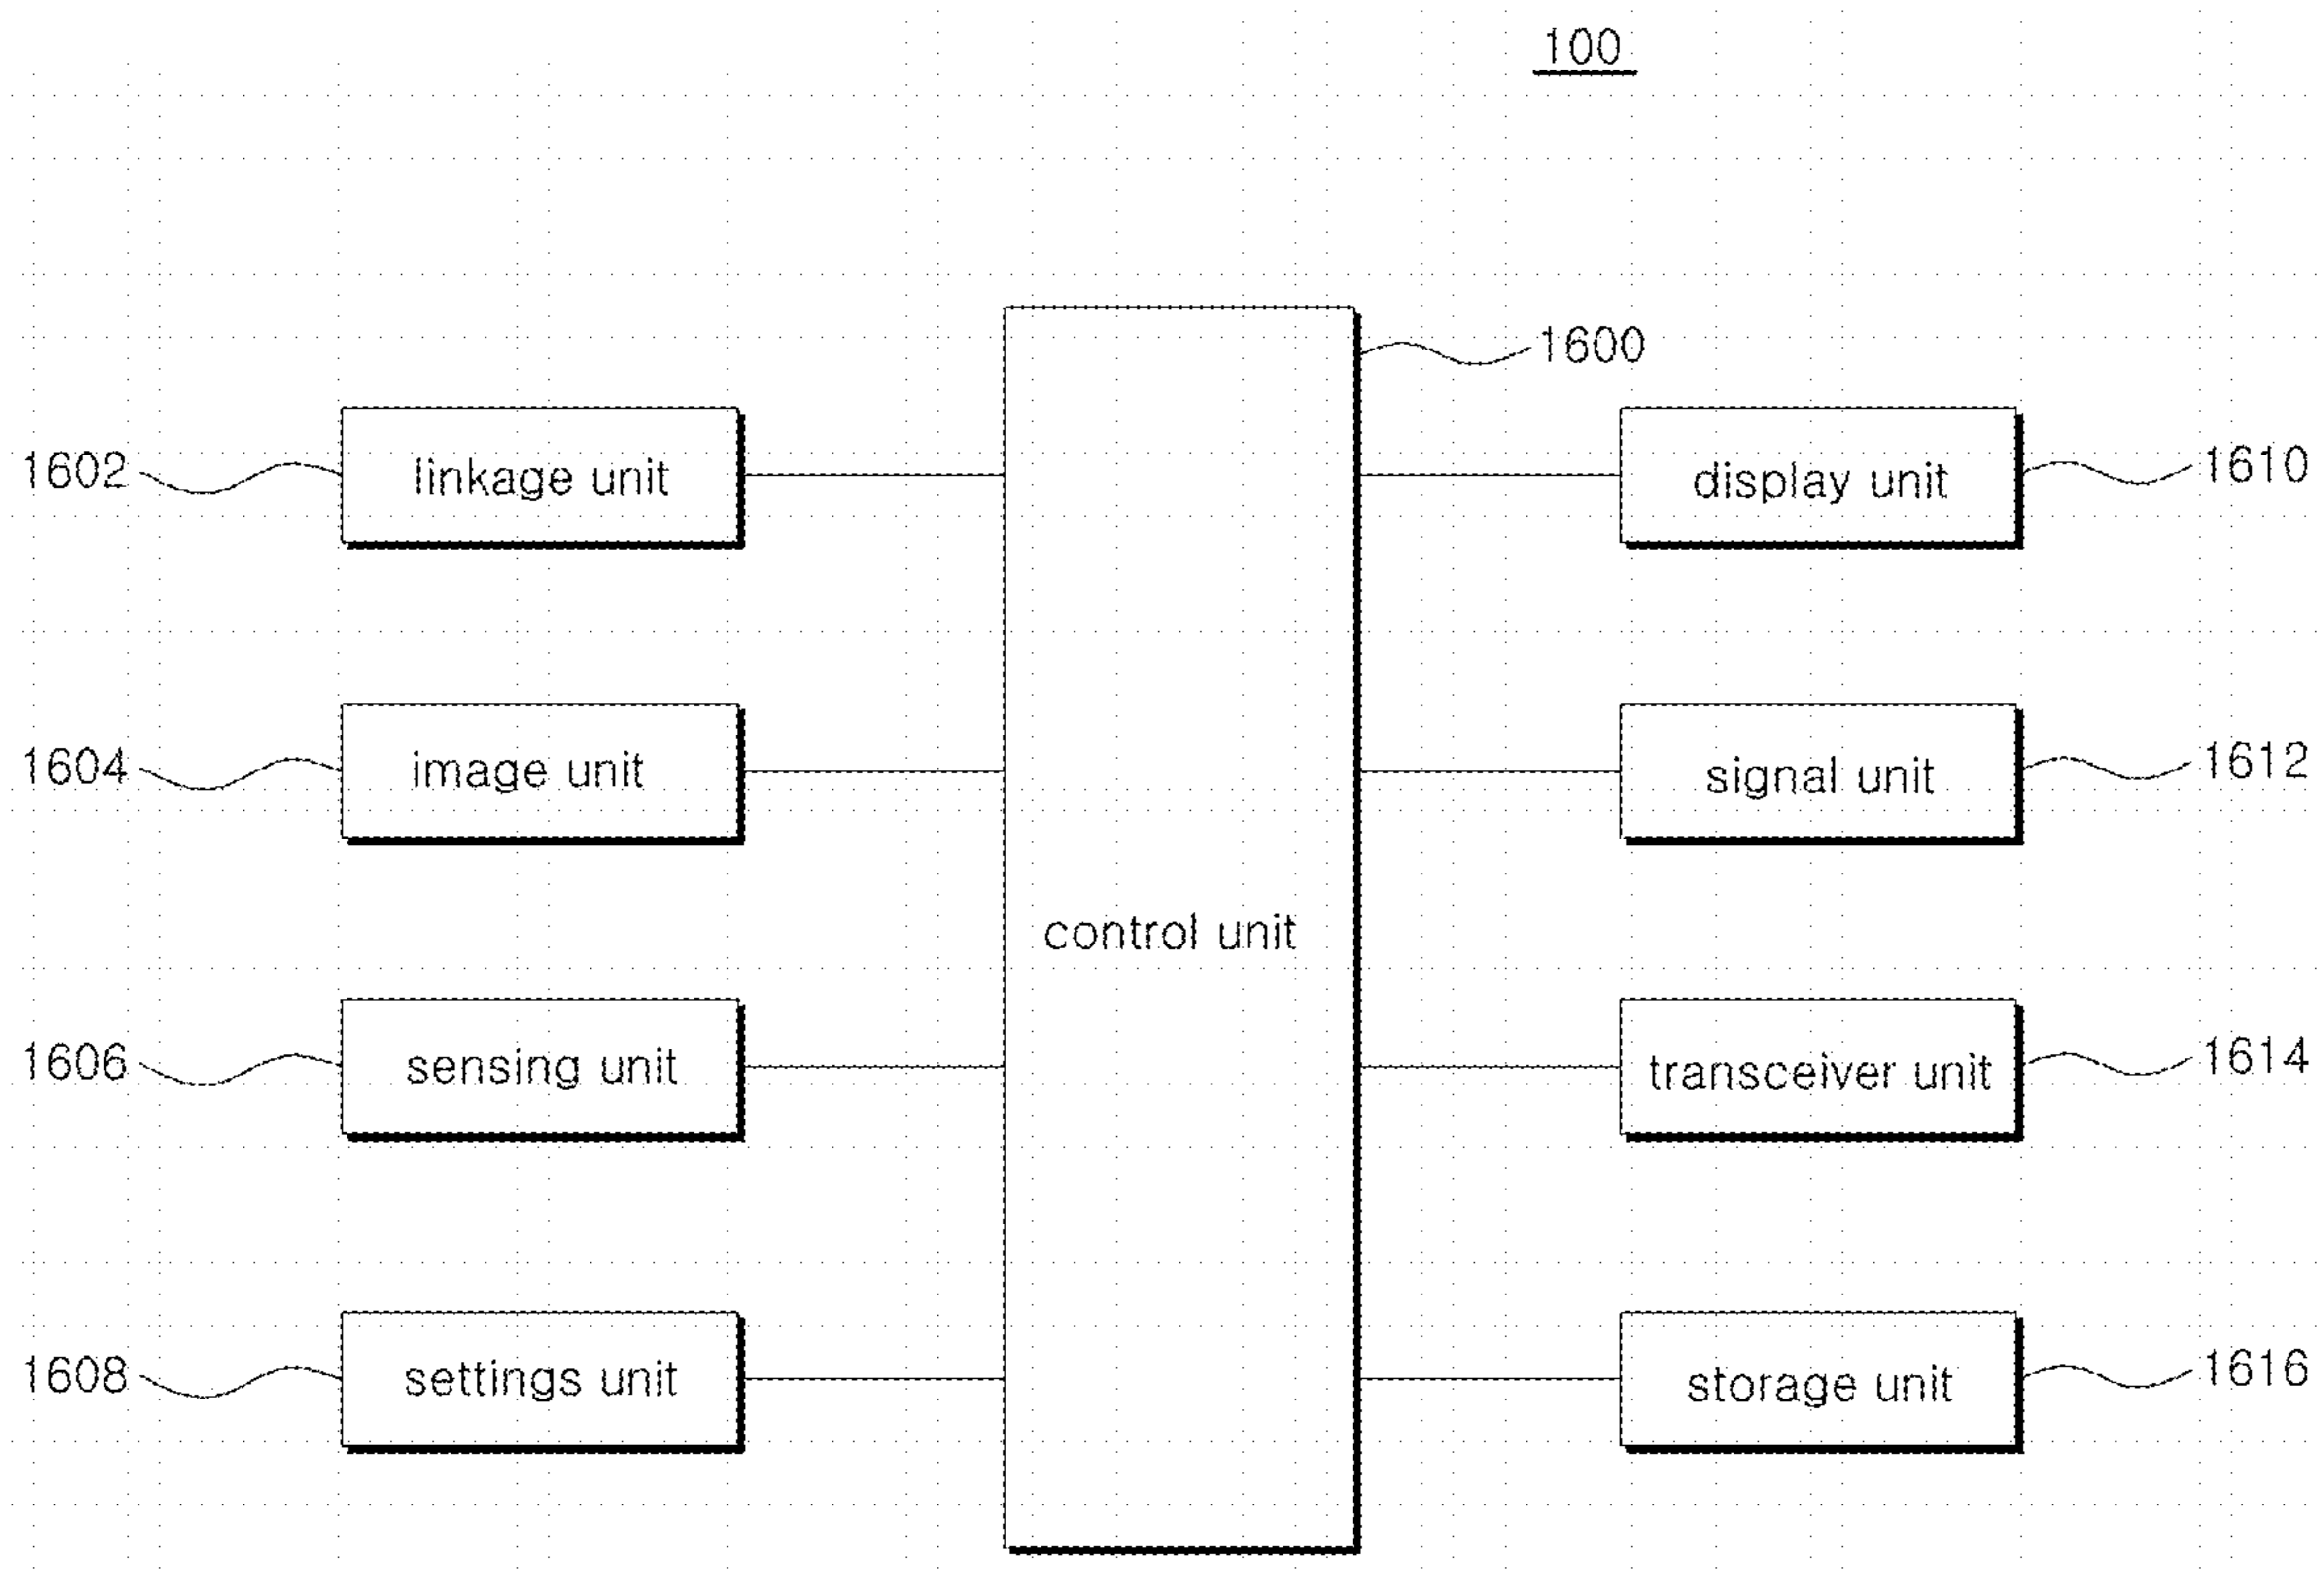 100
1600
1602 linkage unit
display unit 1610
1604 image unit
signal unit 1612
control unit
1606 sensing unit
transceiver unit 1614
1608 settings unit
storage unit 1616